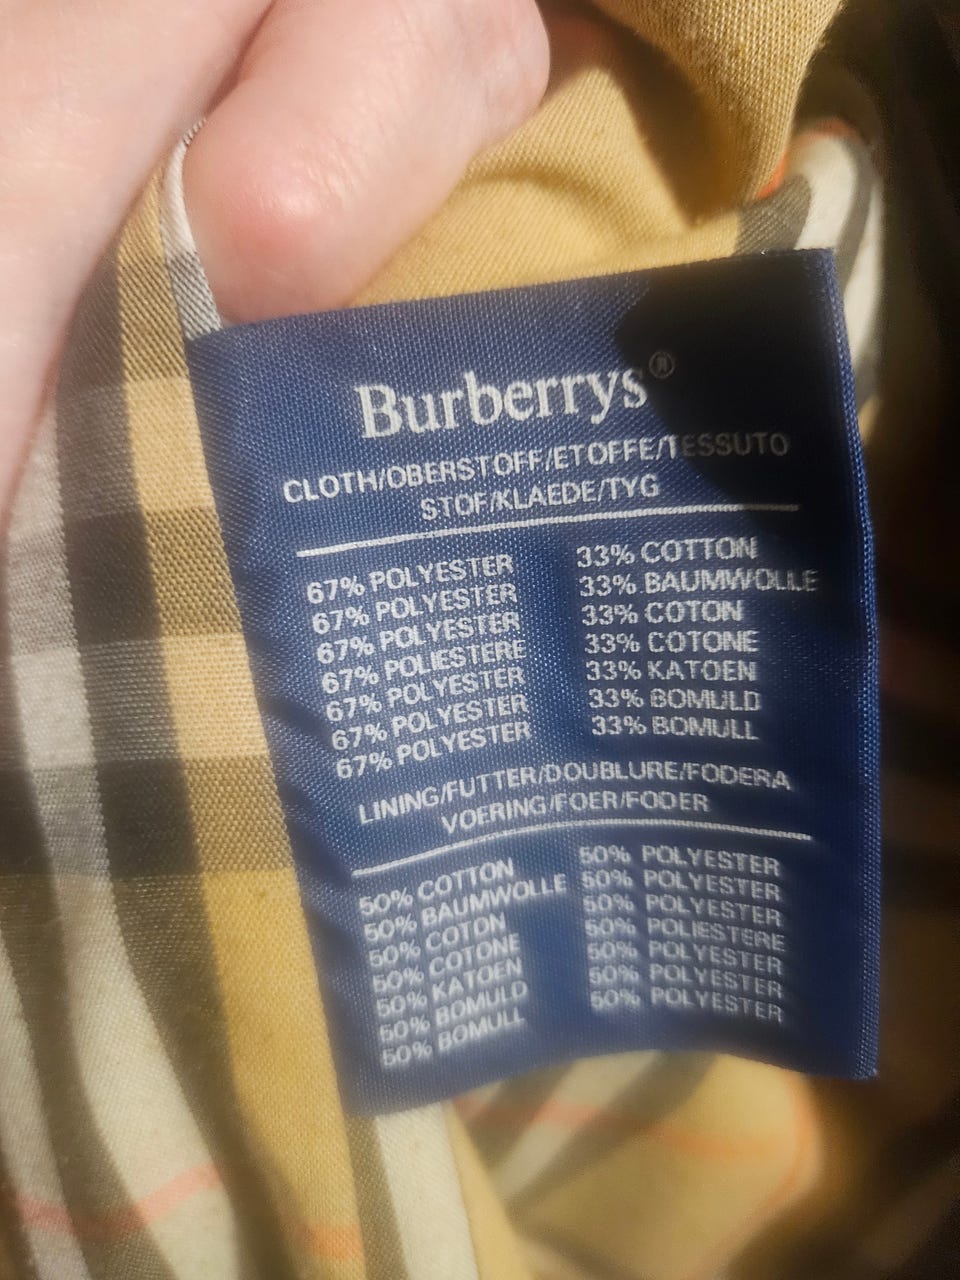 Burberrys®
CLOTH/OBERSTOFF/ETOFFE/TESSUTO
STOF/KLAEDE/TYG
67% POLYESTER 33% COTTON
67% POLYESTER 33% BAUMWOLLE
67% POLYESTER 33% COTON
67% POLIESTERE 33% COTONE
67% POLYESTER 33% KATOEN
67% POLYESTER 33% BOMULD
67% POLYESTER 33% BOMULL
LINING/FUTTER/DOUBLURE/FODERA
VOERING/FOER/FODER
50% COTTON 50% POLYESTER
50% BAUMWOLLE 50% POLYESTER
50% COTON 50% POLYESTER
50% COTONE 50% POLIESTERE
50% KATOEN 50% POLYESTER
50% BOMULD 50% POLYESTER
50% BOMULL 50% POLYESTER